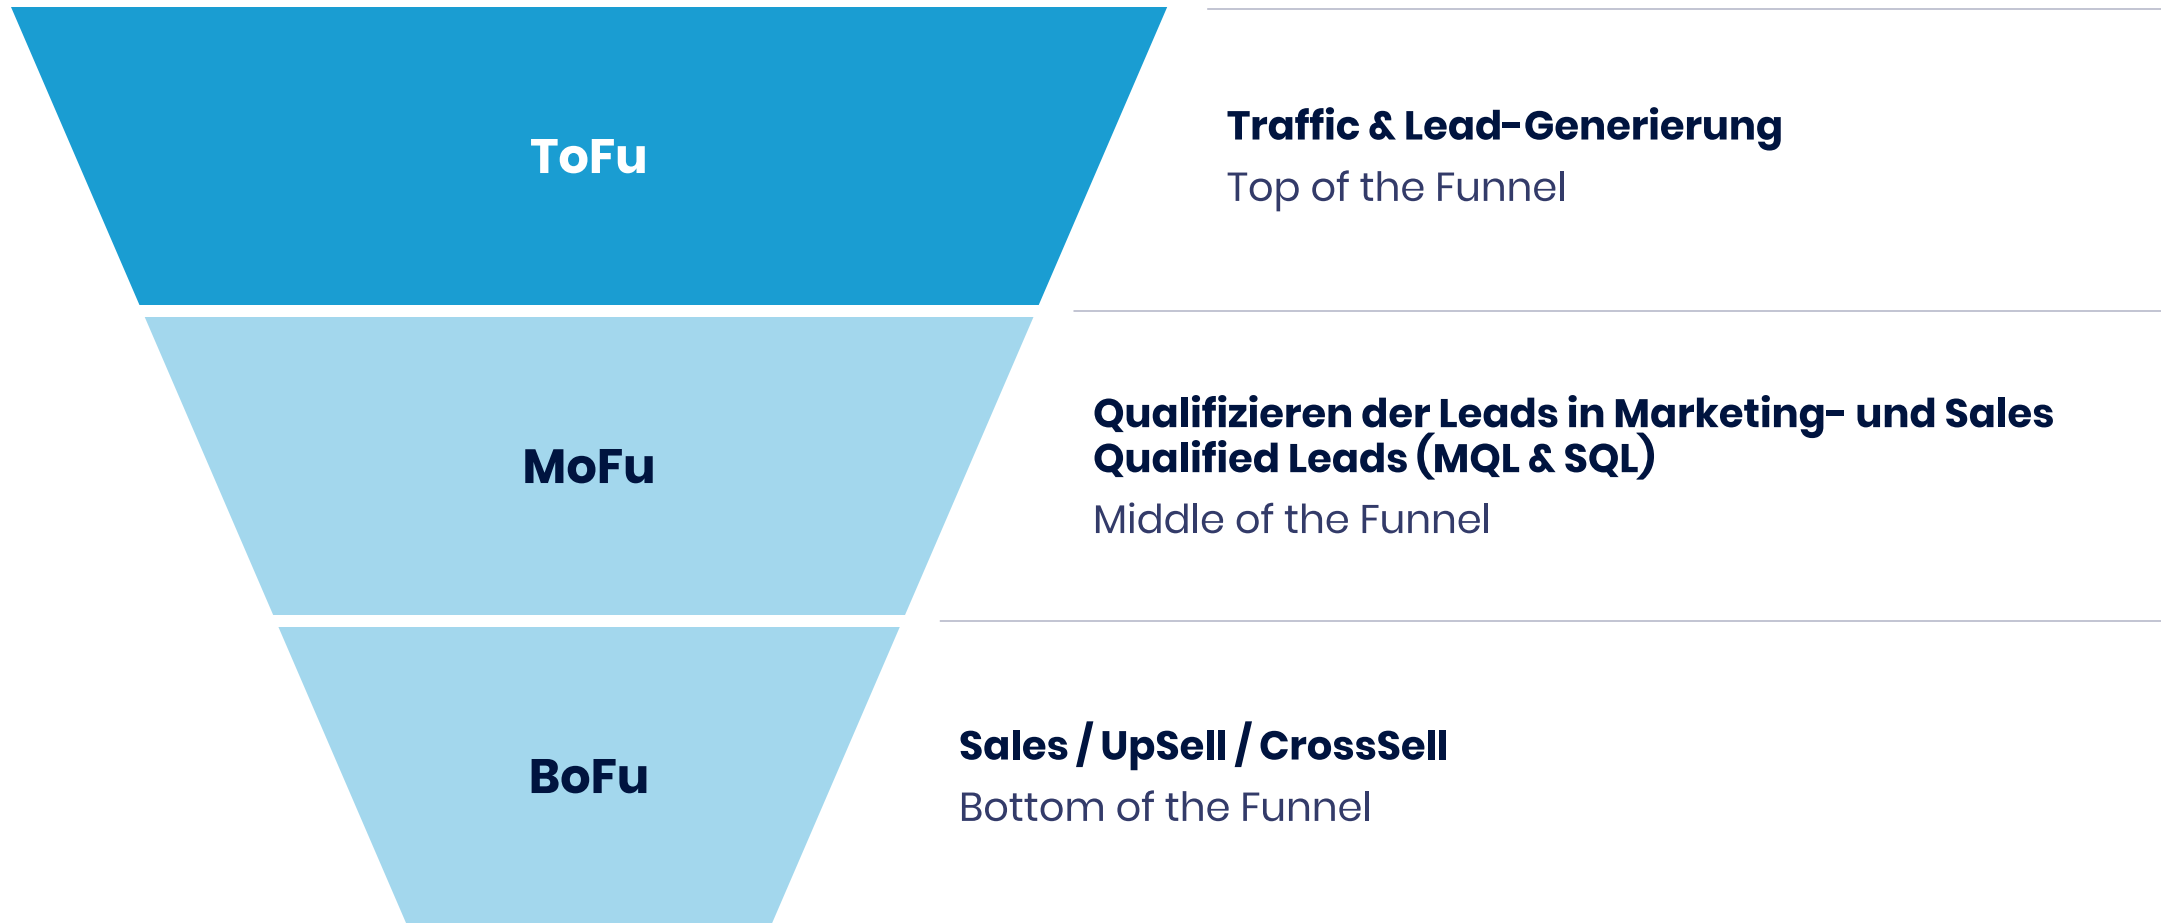 ToFu
Traffic & Lead-Generierung
Top of the Funnel
MoFu
Qualifizieren der Leads in Marketing- und Sales
Qualified Leads (MQL & SQL)
Middle of the Funnel
BoFu
Sales / UpSell / CrossSell
Bottom of the Funnel